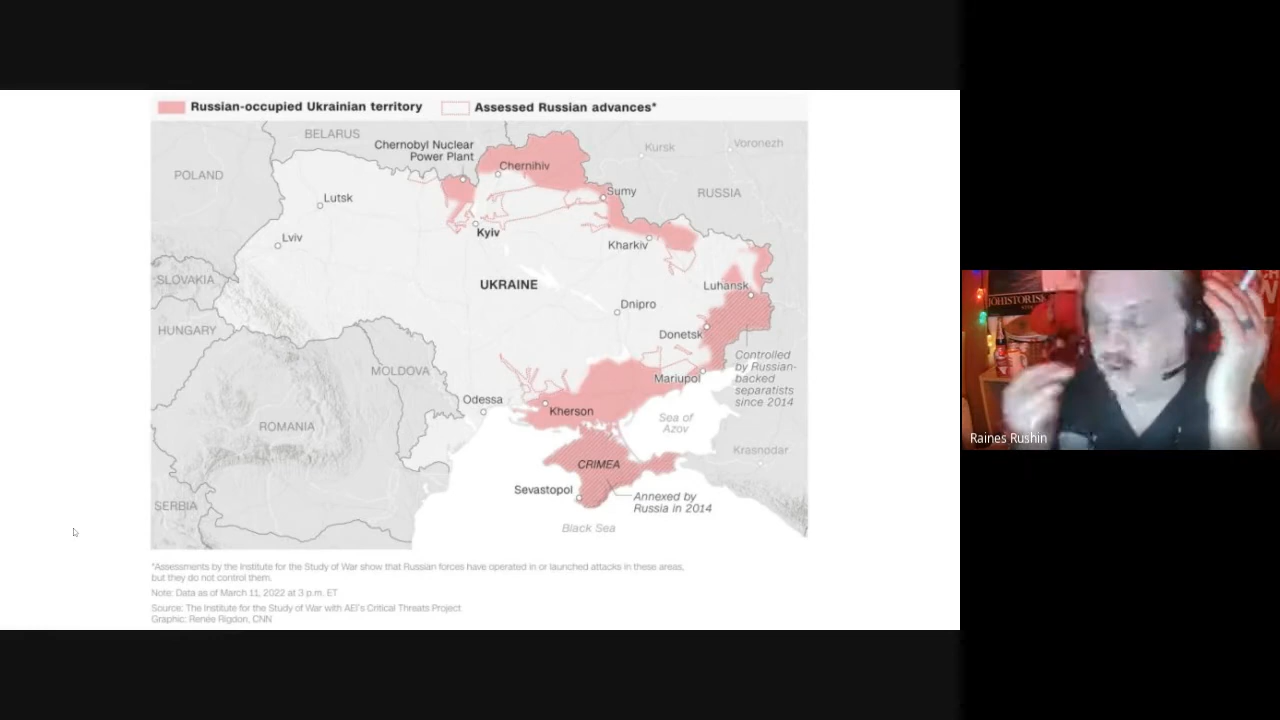 Russian-occupied Ukrainian territory
Assessed Russian advances*
BELARUS
Chernobyl Nuclear
Power Plant
Chernihiv
Kursk
Voronezh
POLAND
Lutsk
Sumy
RUSSIA
Lviv
Kyiv
Kharkiv
SLOVAKIA
UKRAINE
Luhansk
Dnipro
HUNGARY
Donetsk
Controlled
by Russian-
backed
separatists
since 2014
MOLDOVA
Mariupol
Odessa
Kherson
Sea of
Azov
ROMANIA
CRIMEA
Krasnodar
Sevastopol
Annexed by
Russia in 2014
SERBIA
Black Sea
*Assessments by the Institute for the Study of War show that Russian forces have operated in or launched attacks in these areas,
but they do not control them.
Note: Data as of March 11, 2022 at 3 p.m. ET
Source: The Institute for the Study of War with AEI's Critical Threats Project
Graphic: Renée Rigdon, CNN
JOHISTORIS
Raines Rushin